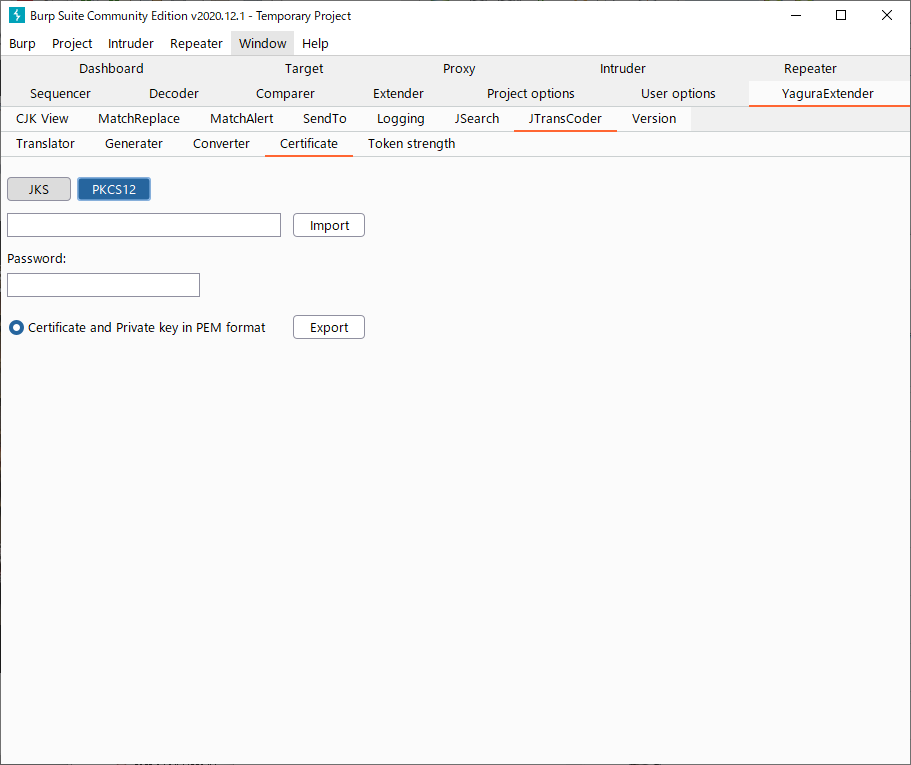 Burp Suite Community Edition v2020.12.1 - Temporary Project
Burp Project Intruder Repeater Window Help
Dashboard Target Proxy Intruder Repeater
Sequencer Decoder Comparer Extender Project options User options YaguraExtender
CJK View MatchReplace MatchAlert SendTo Logging JSearch JTransCoder Version
Translator Generater Converter Certificate Token strength
JKS PKCS12
Import
Password:
Certificate and Private key in PEM format Export